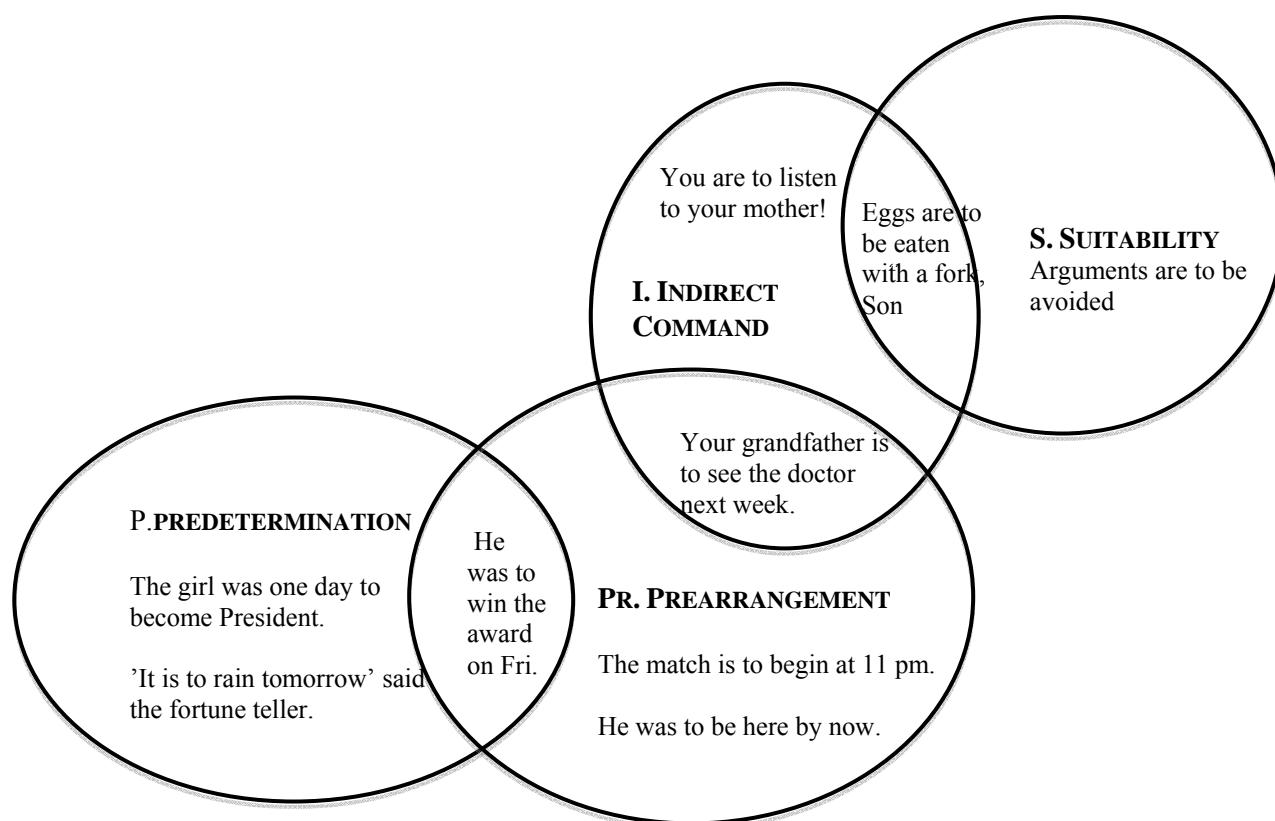 You are to listen
to your mother!
Eggs are to
be eaten
with a fork,
Son
S. SUITABILITY
Arguments are to be
avoided
I. INDIRECT
COMMAND
Your grandfather is
to see the doctor
next week.
P.PREDETERMINATION
The girl was one day to
become President.
’It is to rain tomorrow’ said
the fortune teller.
He
was to
win the
award
on Fri.
PR. PREARRANGEMENT
The match is to begin at 11 pm.
He was to be here by now.